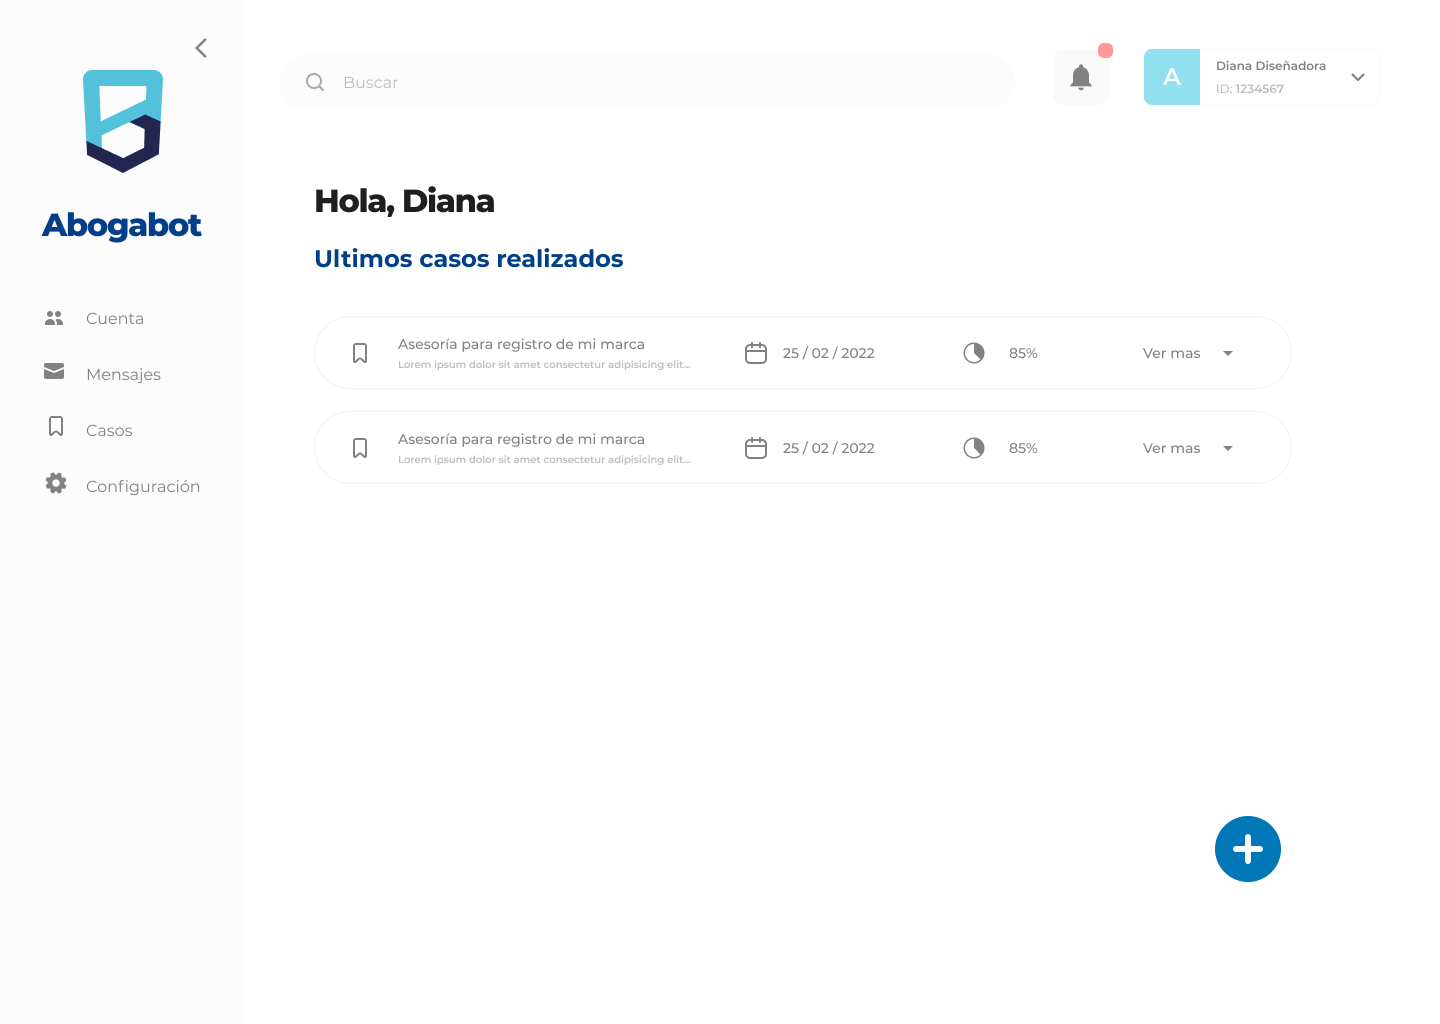 Abogabot
Cuenta
Mensajes
Casos
Configuración
Buscar
A
Diana Diseñadora
ID: 1234567
Hola, Diana
Ultimos casos realizados
Asesoría para registro de mi marca
Lorem ipsum dolor sit amet consectetur adipisicing elit...
25 / 02 / 2022
85%
Ver mas
Asesoría para registro de mi marca
Lorem ipsum dolor sit amet consectetur adipisicing elit...
25 / 02 / 2022
85%
Ver mas